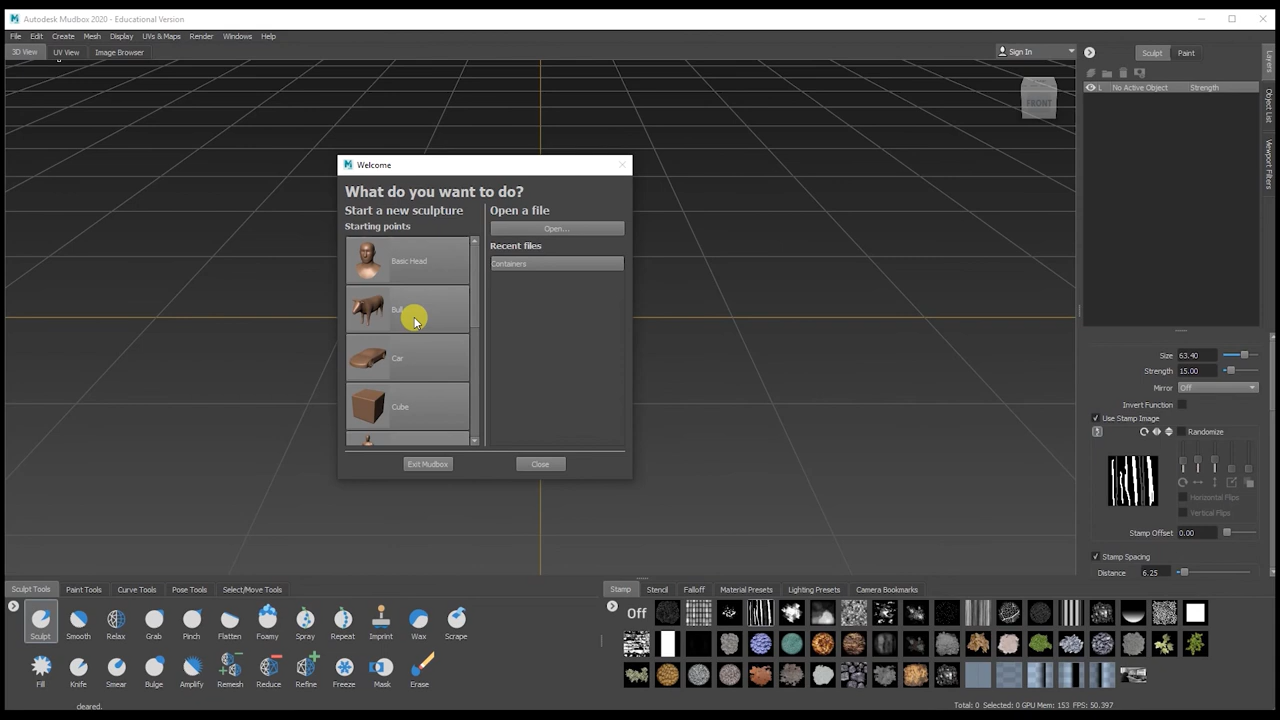 Autodesk Mudbox 2020 - Educational Version
File Edit Create Mesh Display UVs & Maps Render Windows Help
3D View UV View Image Browser Sign In Sculpt Paint
FRONT
L No Active Object Strength
Layers
Object List
Viewport Filters
Welcome
What do you want to do?
Start a new sculpture Open a file
Starting points Open...
Recent files
Basic Head Containers
Car
Cube
Exit Mudbox Close
Size 63.40
Strength 15.00
Mirror Off
Invert Function
Use Stamp Image
Randomize
Horizontal Flips
Vertical Flips
Stamp Offset 0.00
Stamp Spacing
Distance 6.25
Sculpt Tools Paint Tools Curve Tools Pose Tools Select/Move Tools Stamp Stencil Falloff Material Presets Lighting Presets Camera Bookmarks
Off
Sculpt Smooth Relax Grab Pinch Flatten Foamy Spray Repeat Imprint Wax Scrape
Fill Knife Smear Bulge Amplify Remesh Reduce Refine Freeze Mask Erase
cleared. Total: 0 Selected: 0 GPU Mem: 153 FPS: 50.397